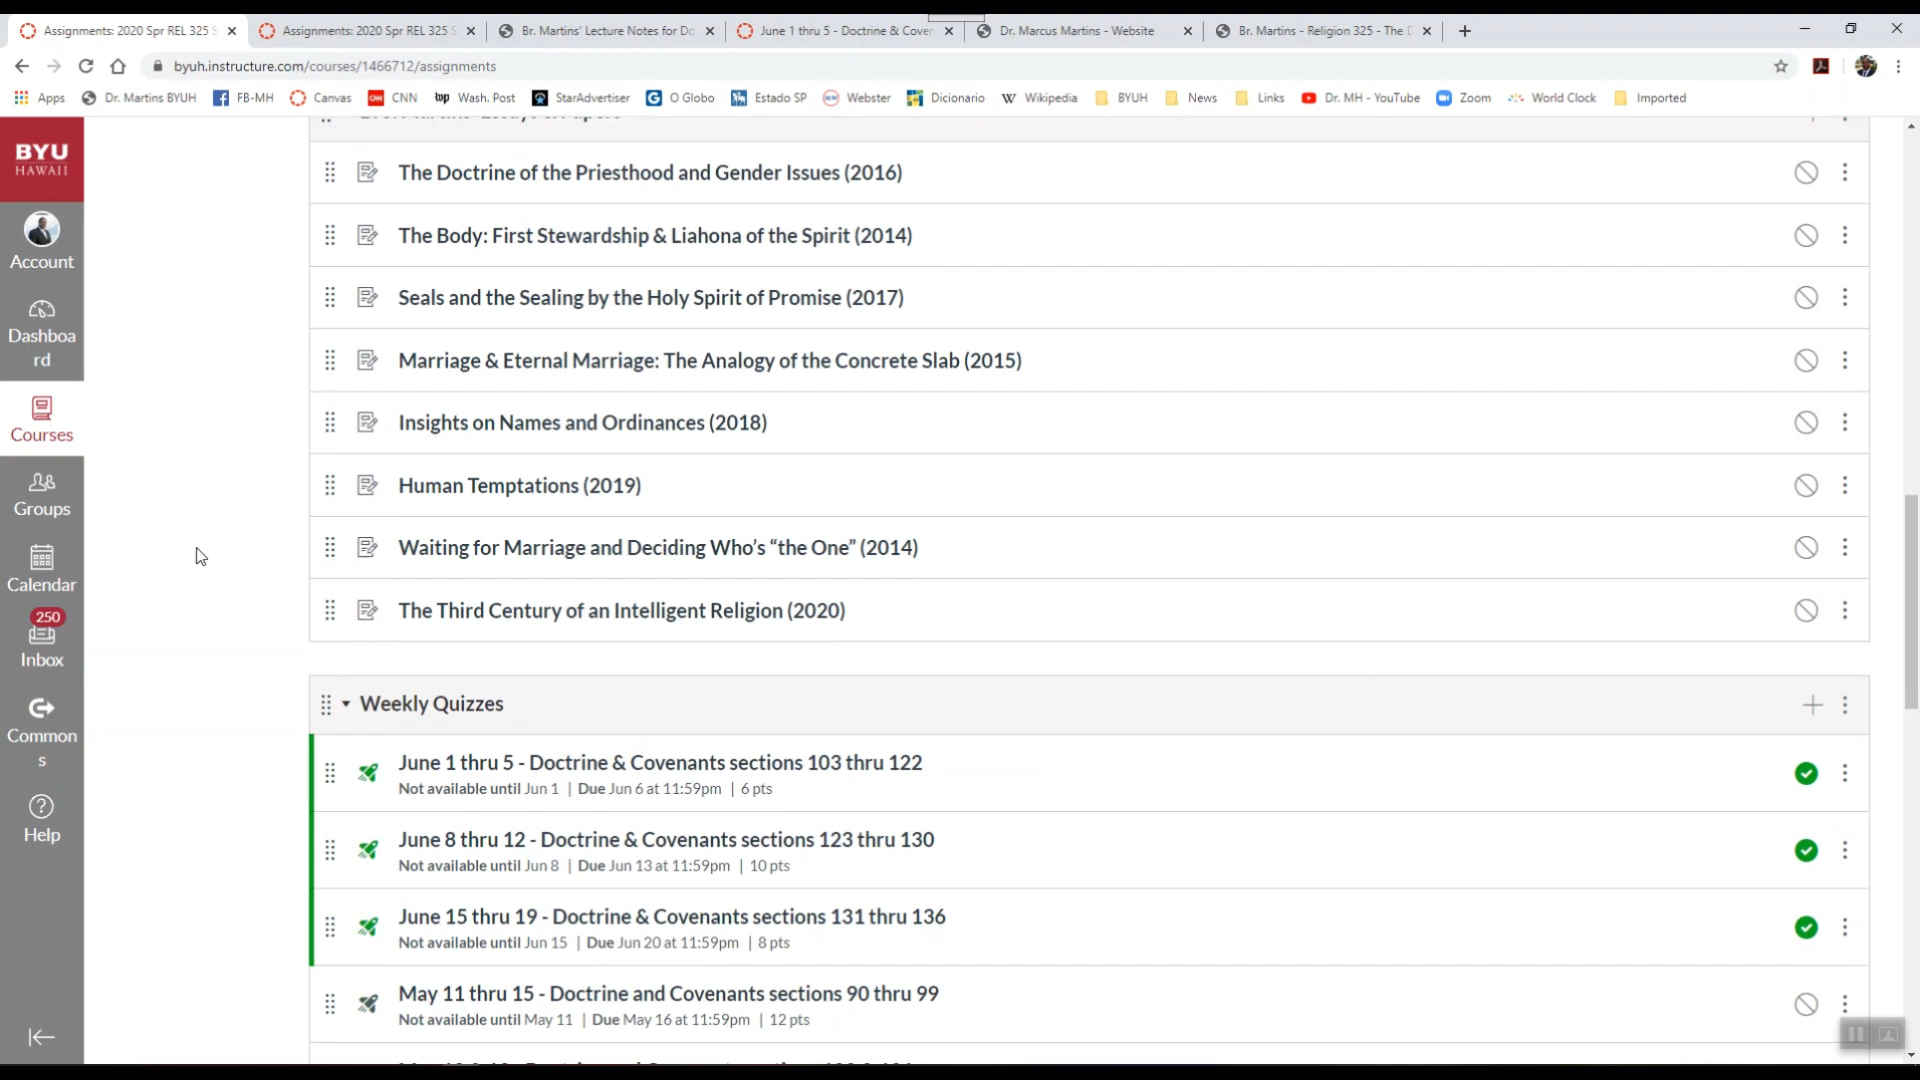 Assignments: 2020 Spr REL 325 S
Assignments: 2020 Spr REL 325 S
Br. Martins' Lecture Notes for Do
June 1 thru 5 - Doctrine & Coven
Dr. Marcus Martins - Website
Br. Martins - Religion 325 - The D
byuh.instructure.com/courses/1466712/assignments
Apps
Dr. Martins BYUH
FB-MH
Canvas
CNN
Wash. Post
StarAdvertiser
O Globo
Estado SP
Webster
Dicionario
Wikipedia
BYUH
News
Links
Dr. MH - YouTube
Zoom
World Clock
Imported
BYU
HAWAII
Account
Dashboa
rd
Courses
Groups
Calendar
250
Inbox
Common
s
Help
The Doctrine of the Priesthood and Gender Issues (2016)
The Body: First Stewardship & Liahona of the Spirit (2014)
Seals and the Sealing by the Holy Spirit of Promise (2017)
Marriage & Eternal Marriage: The Analogy of the Concrete Slab (2015)
Insights on Names and Ordinances (2018)
Human Temptations (2019)
Waiting for Marriage and Deciding Who's “the One” (2014)
The Third Century of an Intelligent Religion (2020)
Weekly Quizzes
June 1 thru 5 - Doctrine & Covenants sections 103 thru 122
Not available until Jun 1 | Due Jun 6 at 11:59pm | 6 pts
June 8 thru 12 - Doctrine & Covenants sections 123 thru 130
Not available until Jun 8 | Due Jun 13 at 11:59pm | 10 pts
June 15 thru 19 - Doctrine & Covenants sections 131 thru 136
Not available until Jun 15 | Due Jun 20 at 11:59pm | 8 pts
May 11 thru 15 - Doctrine and Covenants sections 90 thru 99
Not available until May 11 | Due May 16 at 11:59pm | 12 pts